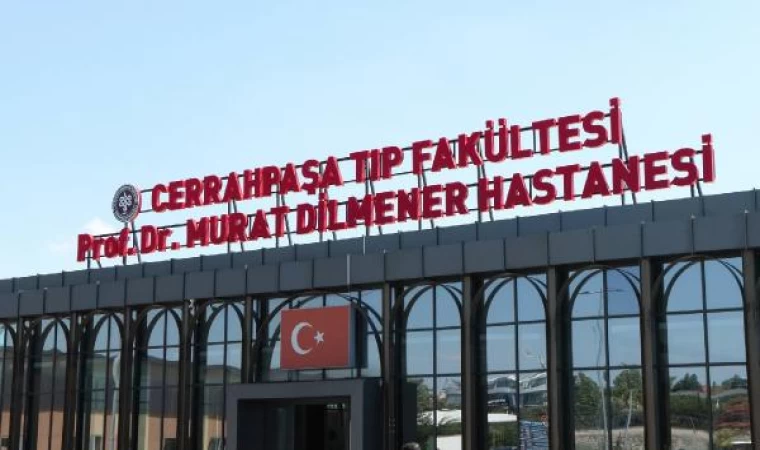 CERRAHPAŞA TIP FAKÜLTESİ
Prof. Dr. MURAT DİLMENER HASTANESİ